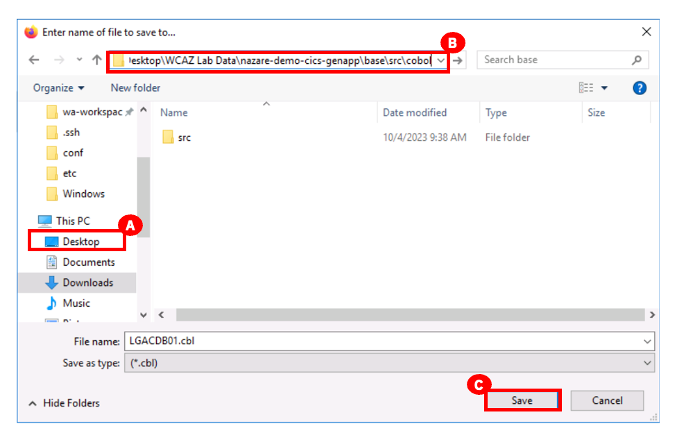 Enter name of file to save to...
B
esktop\WCAZ Lab Data\nazare-demo-cics-genapp\base\src\cobol
Search base
Organize
New folder
wa-workspac
Name
Date modified
Type
Size
.ssh
src
10/4/2023 9:38 AM
File folder
conf
etc
Windows
This PC
A
Desktop
Documents
Downloads
Music
File name:
LGACDB01.cbl
Save as type:
(*.cbl)
C
Hide Folders
Save
Cancel